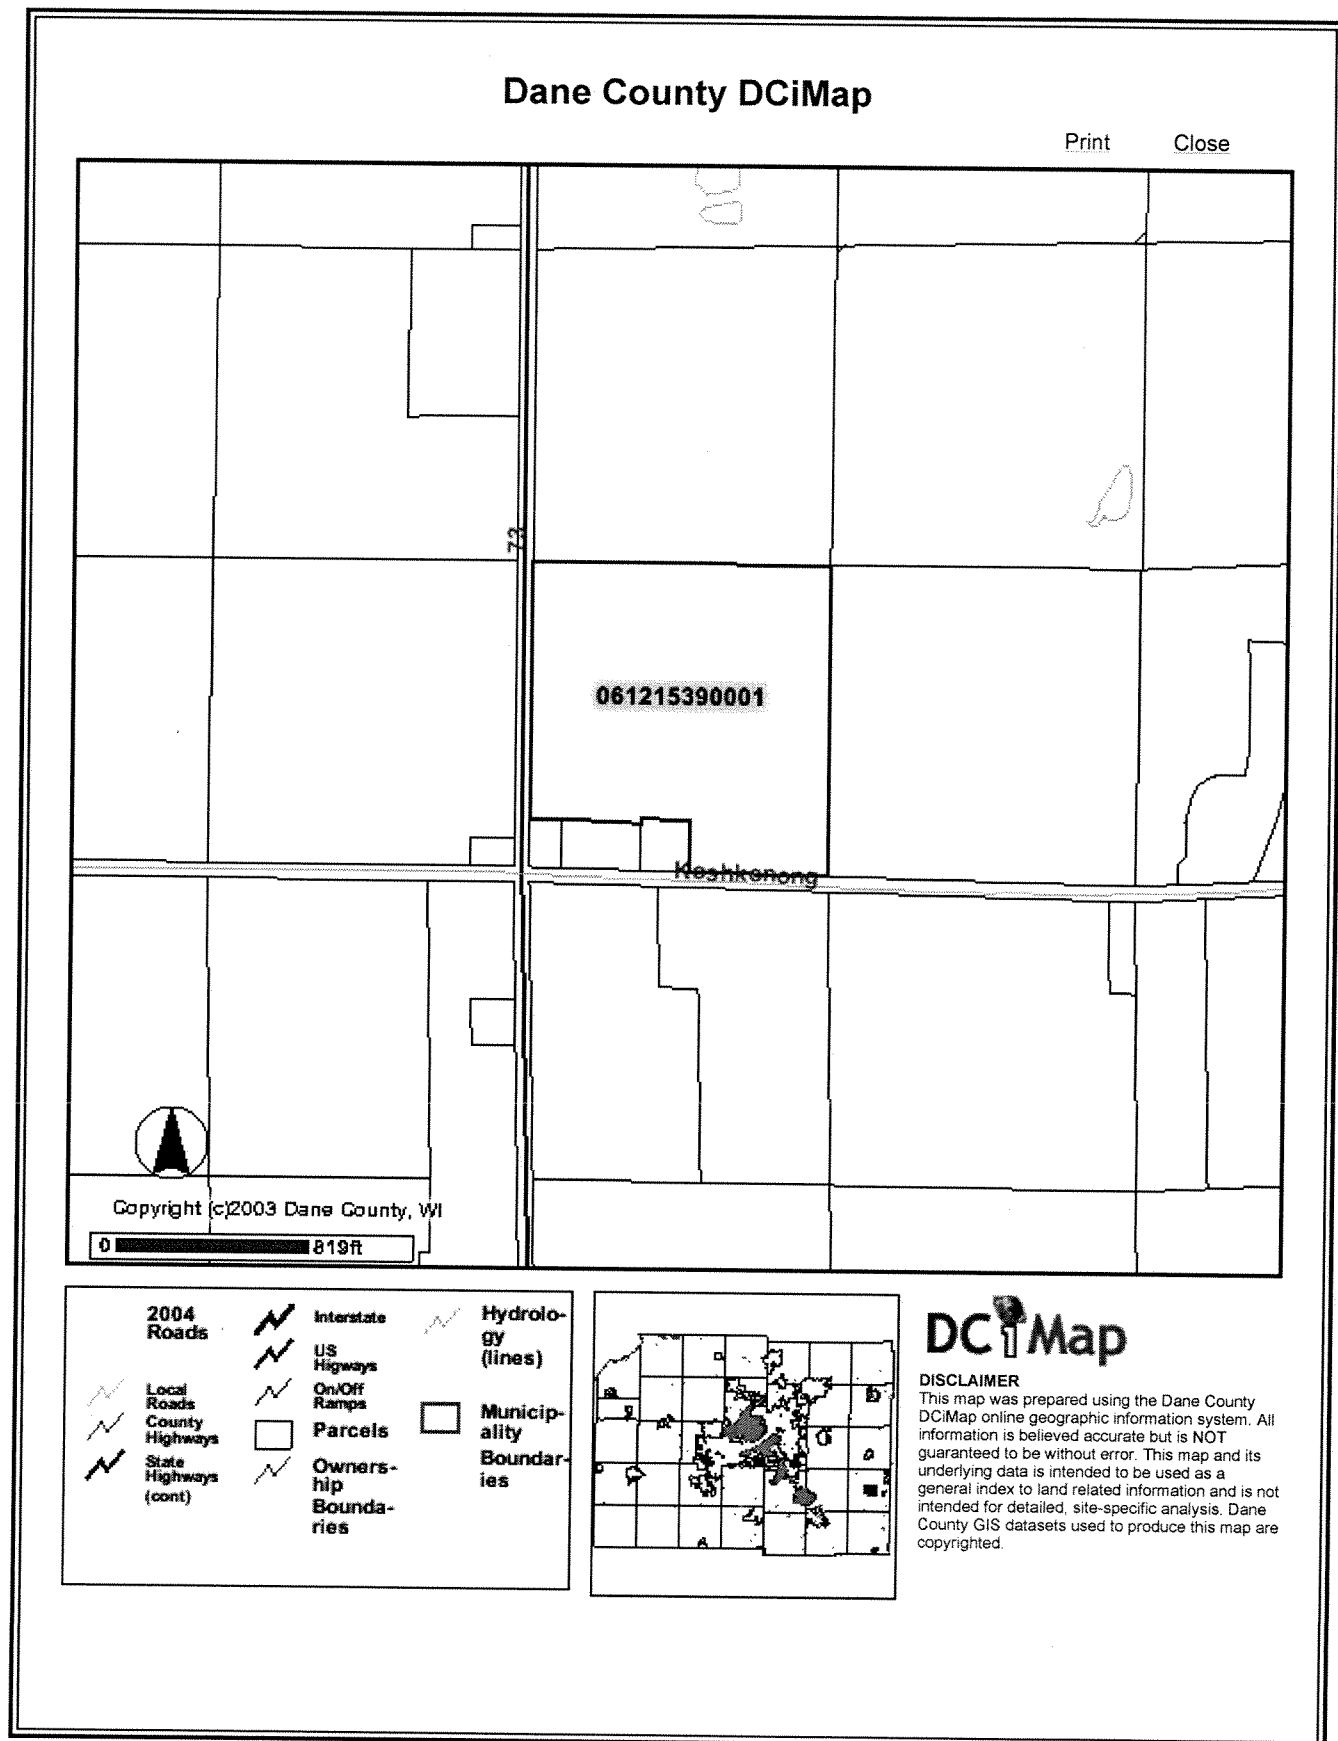 Dane County DCiMap
Print Close
73
061215390001
Koshkonong
Copyright (c)2003 Dane County, WI
0 819ft
2004
Roads
Local
Roads
County
Highways
State
Highways
(cont)
Interstate
US
Higways
On/Off
Ramps
Parcels
Owners-
hip
Bounda-
ries
Hydrolo-
gy
(lines)
Municip-
ality
Boundar-
ies
DCiMap
DISCLAIMER
This map was prepared using the Dane County
DCiMap online geographic information system. All
information is believed accurate but is NOT
guaranteed to be without error. This map and its
underlying data is intended to be used as a
general index to land related information and is not
intended for detailed, site-specific analysis. Dane
County GIS datasets used to produce this map are
copyrighted.